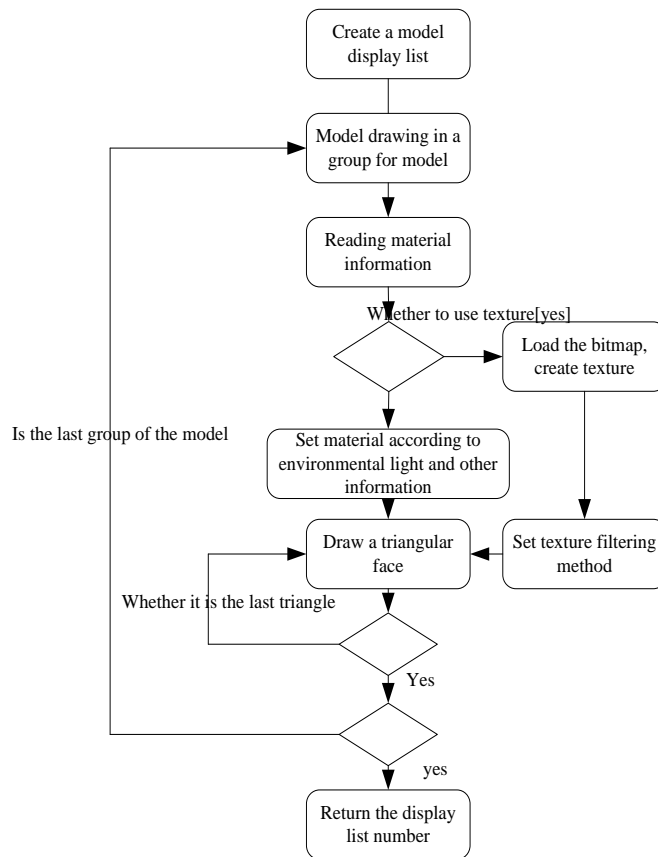 Create a model
display list
Model drawing in a
group for model
Reading material
information
Whether to use texture[yes]
Load the bitmap,
create texture
Is the last group of the model
Set material according to
environmental light and other
information
Draw a triangular
face
Set texture filtering
method
Whether it is the last triangle
Yes
yes
Return the display
list number